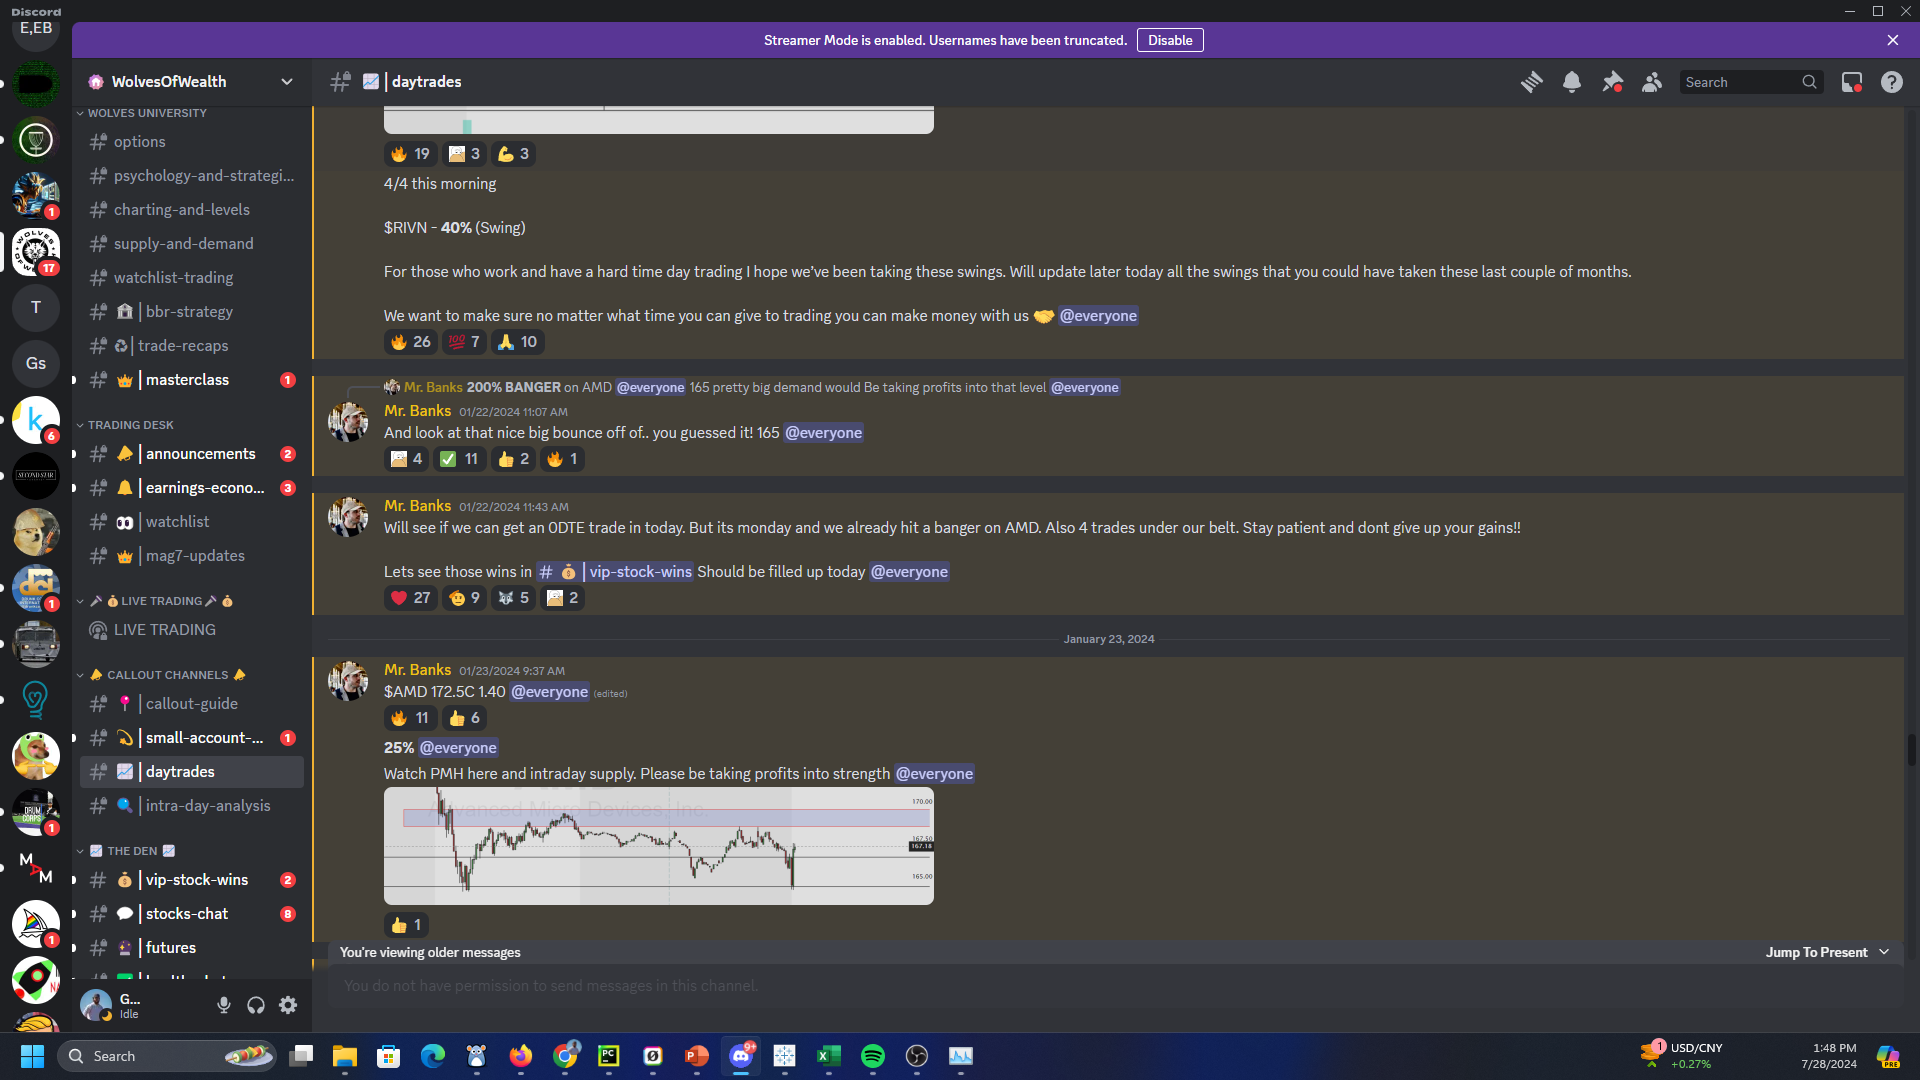 Discord
Streamer Mode is enabled. Usernames have been truncated. Disable
E,EB
T
Gs
WolvesOfWealth
WOLVES UNIVERSITY
options
psychology-and-strategi...
charting-and-levels
supply-and-demand
watchlist-trading
| bbr-strategy
| trade-recaps
| masterclass 1
TRADING DESK
| announcements 2
| earnings-econo... 3
| watchlist
| mag7-updates
LIVE TRADING
LIVE TRADING
CALLOUT CHANNELS
| callout-guide
| small-account-... 1
| daytrades
| intra-day-analysis
THE DEN
| vip-stock-wins 2
| stocks-chat 8
| futures
G...
Idle
| daytrades
Search
19 3 3
4/4 this morning
$RIVN - 40% (Swing)
For those who work and have a hard time day trading I hope we've been taking these swings. Will update later today all the swings that you could have taken these last couple of months.
We want to make sure no matter what time you can give to trading you can make money with us 🤝 @everyone
26 7 10
Mr. Banks 200% BANGER on AMD @everyone 165 pretty big demand would Be taking profits into that level @everyone
Mr. Banks 01/22/2024 11:07 AM
And look at that nice big bounce off of.. you guessed it! 165 @everyone
4 11 2 1
Mr. Banks 01/22/2024 11:43 AM
Will see if we can get an 0DTE trade in today. But its monday and we already hit a banger on AMD. Also 4 trades under our belt. Stay patient and dont give up your gains!!
Lets see those wins in # 💰 | vip-stock-wins Should be filled up today @everyone
27 9 5 2
January 23, 2024
Mr. Banks 01/23/2024 9:37 AM
$AMD 172.5C 1.40 @everyone (edited)
11 6
25% @everyone
Watch PMH here and intraday supply. Please be taking profits into strength @everyone
Advanced Micro Devices, Inc.
170.00
167.50
167.18
165.00
1
You're viewing older messages
Jump To Present
You do not have permission to send messages in this channel.
Search
USD/CNY
+0.27%
1:48 PM
7/28/2024